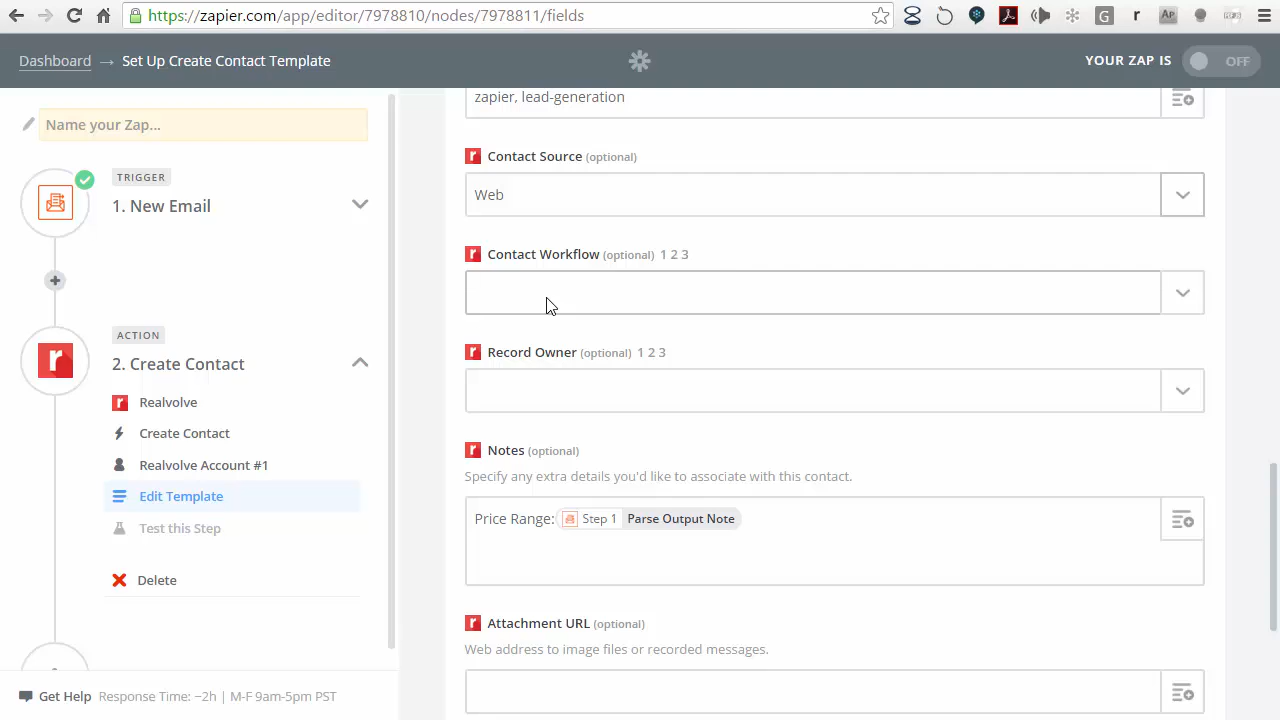 https://zapier.com/app/editor/7978810/nodes/7978811/fields
Dashboard → Set Up Create Contact Template
YOUR ZAP IS OFF
Name your Zap...
TRIGGER
1. New Email
ACTION
2. Create Contact
Realvolve
Create Contact
Realvolve Account #1
Edit Template
Test this Step
Delete
Get Help Response Time: ~2h | M-F 9am-5pm PST
zapier, lead-generation
Contact Source (optional)
Web
Contact Workflow (optional) 1 2 3
Record Owner (optional) 1 2 3
Notes (optional)
Specify any extra details you'd like to associate with this contact.
Price Range: Step 1 Parse Output Note
Attachment URL (optional)
Web address to image files or recorded messages.